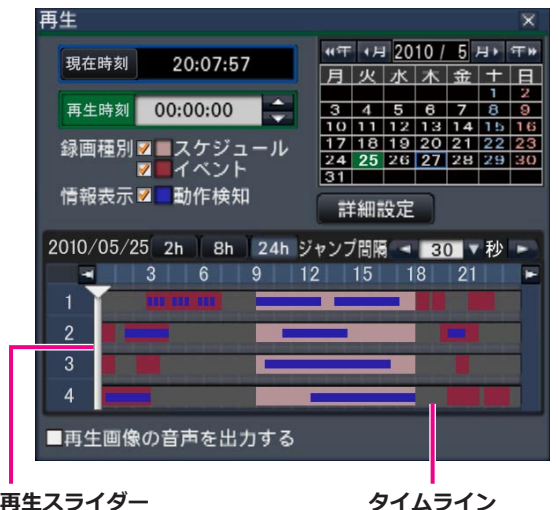 再生 ×
現在時刻 20:07:57
再生時刻 00:00:00
録画種別 スケジュール
イベント
情報表示 動作検知
年 月 2010 / 5 月 年
月 火 水 木 金 土 日
1 2
3 4 5 6 7 8 9
10 11 12 13 14 15 16
17 18 19 20 21 22 23
24 25 26 27 28 29 30
31
詳細設定
2010/05/25 2h 8h 24h ジャンプ間隔 30 秒
3 6 9 12 15 18 21
1
2
3
4
再生画像の音声を出力する
再生スライダー タイムライン